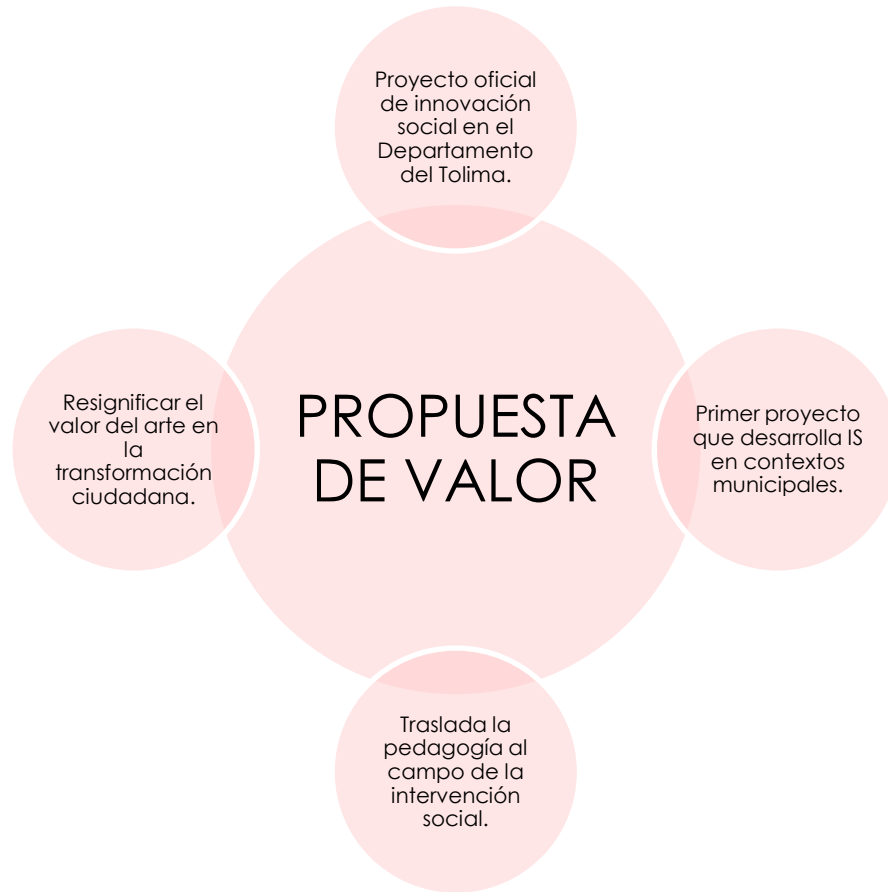 Proyecto oficial
de innovación
social en el
Departamento
del Tolima.
Resignificar el
valor del arte en
la
transformación
ciudadana.
PROPUESTA
DE VALOR
Primer proyecto
que desarrolla IS
en contextos
municipales.
Traslada la
pedagogía al
campo de la
intervención
social.